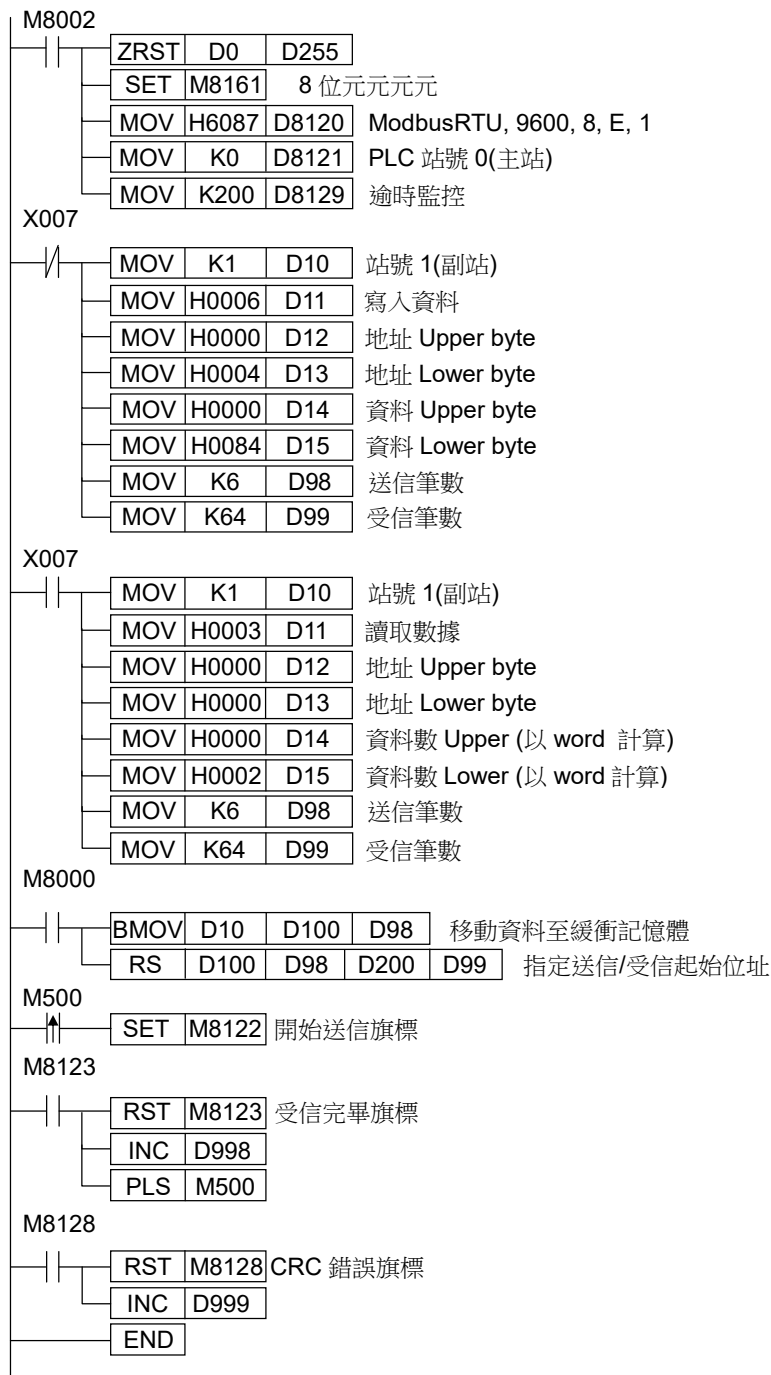 M8002
ZRST D0 D255
SET M8161 8 位元元元元
MOV H6087 D8120 ModbusRTU, 9600, 8, E, 1
MOV K0 D8121 PLC 站號 0(主站)
MOV K200 D8129 逾時監控
X007
MOV K1 D10 站號 1(副站)
MOV H0006 D11 寫入資料
MOV H0000 D12 地址 Upper byte
MOV H0004 D13 地址 Lower byte
MOV H0000 D14 資料 Upper byte
MOV H0084 D15 資料 Lower byte
MOV K6 D98 送信筆數
MOV K64 D99 受信筆數
X007
MOV K1 D10 站號 1(副站)
MOV H0003 D11 讀取數據
MOV H0000 D12 地址 Upper byte
MOV H0000 D13 地址 Lower byte
MOV H0000 D14 資料數 Upper (以 word 計算)
MOV H0002 D15 資料數 Lower (以 word 計算)
MOV K6 D98 送信筆數
MOV K64 D99 受信筆數
M8000
BMOV D10 D100 D98 移動資料至緩衝記憶體
RS D100 D98 D200 D99 指定送信/受信起始位址
M500
SET M8122 開始送信旗標
M8123
RST M8123 受信完畢旗標
INC D998
PLS M500
M8128
RST M8128 CRC 錯誤旗標
INC D999
END